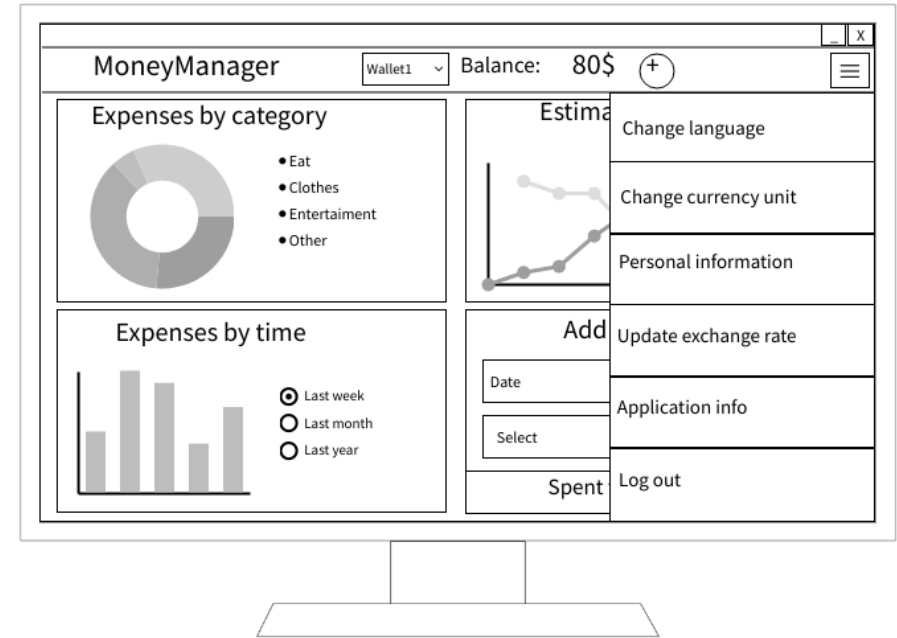 _ X
MoneyManager Wallet1 Balance: 80$ +
Expenses by category
Eat
Clothes
Entertaiment
Other
Estima
Expenses by time
Last week
Last month
Last year
Add
Date
Select
Spent
Change language
Change currency unit
Personal information
Update exchange rate
Application info
Log out